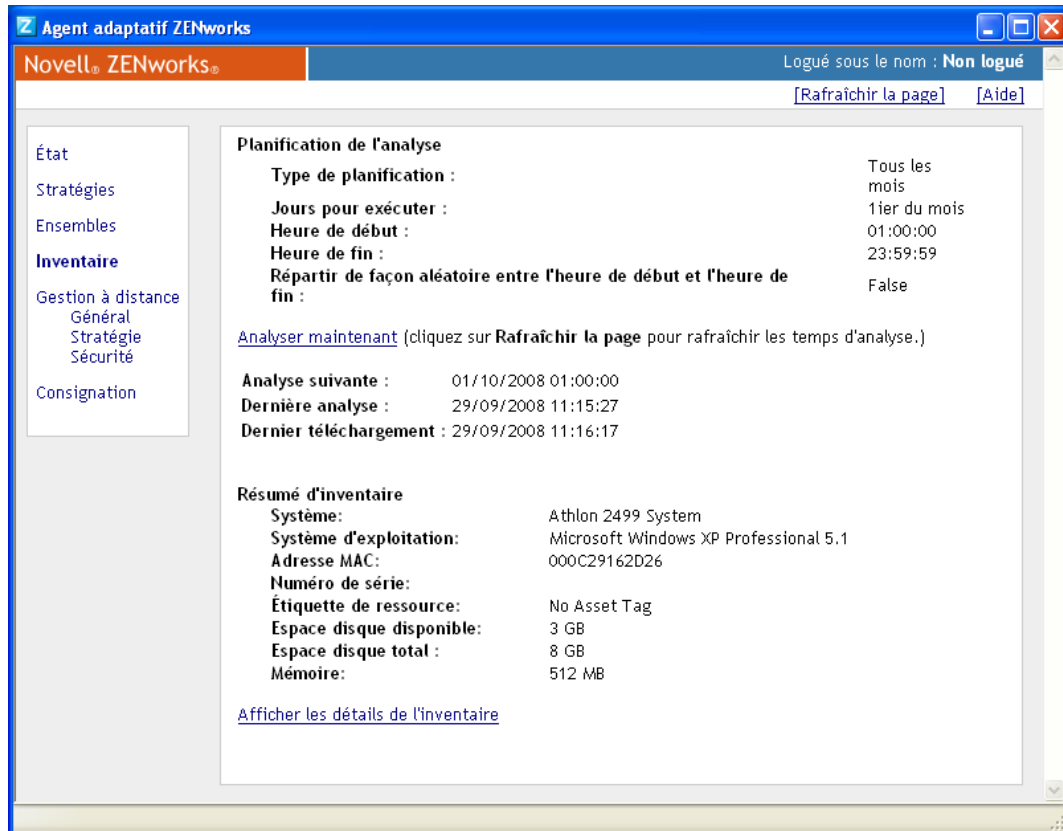 Agent adaptatif ZENworks
Novell® ZENworks®
Logué sous le nom : Non logué
[Rafraîchir la page] [Aide]
État
Stratégies
Ensembles
Inventaire
Gestion à distance
Général
Stratégie
Sécurité
Consignation
Planification de l'analyse
Type de planification : Tous les
mois
Jours pour exécuter : 1ier du mois
Heure de début : 01:00:00
Heure de fin : 23:59:59
Répartir de façon aléatoire entre l'heure de début et l'heure de
fin : False
Analyser maintenant (cliquez sur Rafraîchir la page pour rafraîchir les temps d'analyse.)
Analyse suivante : 01/10/2008 01:00:00
Dernière analyse : 29/09/2008 11:15:27
Dernier téléchargement : 29/09/2008 11:16:17
Résumé d'inventaire
Système: Athlon 2499 System
Système d'exploitation: Microsoft Windows XP Professional 5.1
Adresse MAC: 000C29162D26
Numéro de série:
Étiquette de ressource: No Asset Tag
Espace disque disponible: 3 GB
Espace disque total : 8 GB
Mémoire: 512 MB
Afficher les détails de l'inventaire